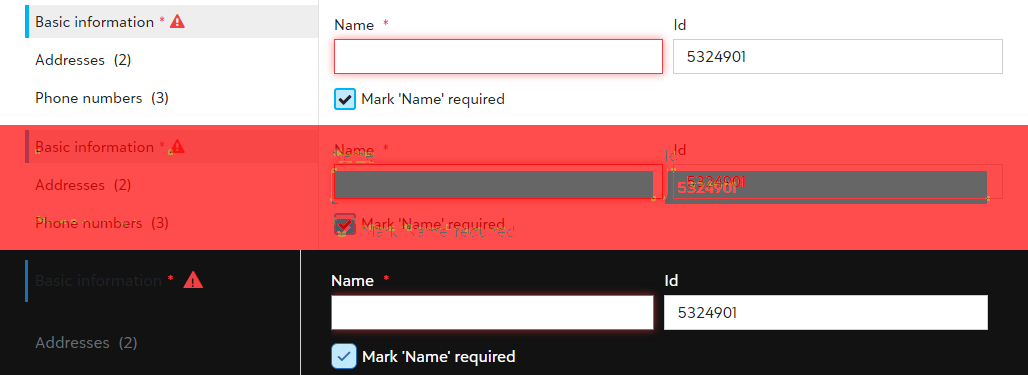 Basic information *
Addresses (2)
Phone numbers (3)
Name *
Id
5324901
Mark 'Name' required
Basic information *
Addresses (2)
Phone numbers (3)
Name *
Id
5324901
Mark 'Name' required
Basic information *
Addresses (2)
Name *
Id
5324901
Mark 'Name' required